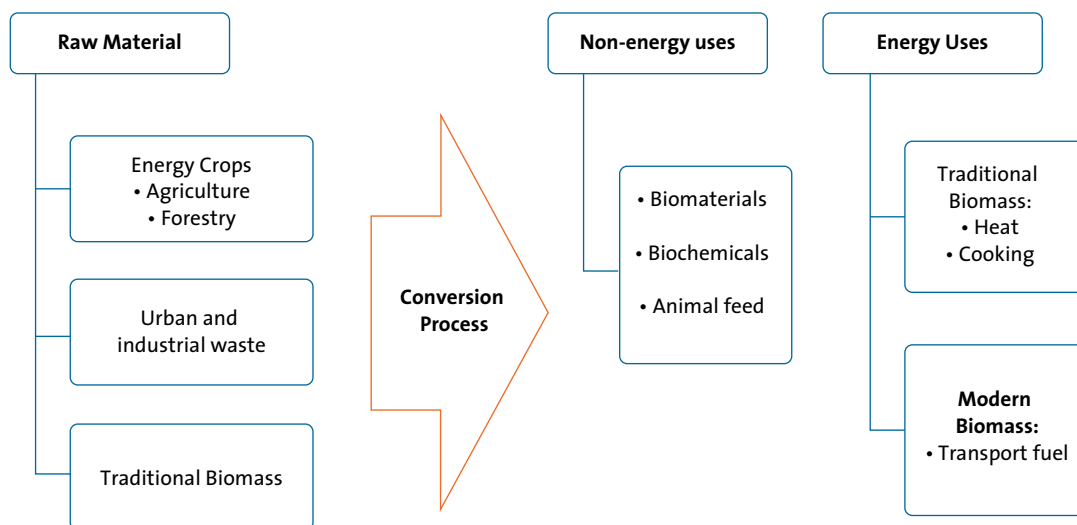 Raw Material
Energy Crops
• Agriculture
• Forestry
Urban and
industrial waste
Traditional Biomass
Conversion
Process
Non-energy uses
• Biomaterials
• Biochemicals
• Animal feed
Energy Uses
Traditional
Biomass:
• Heat
• Cooking
Modern
Biomass:
• Transport fuel